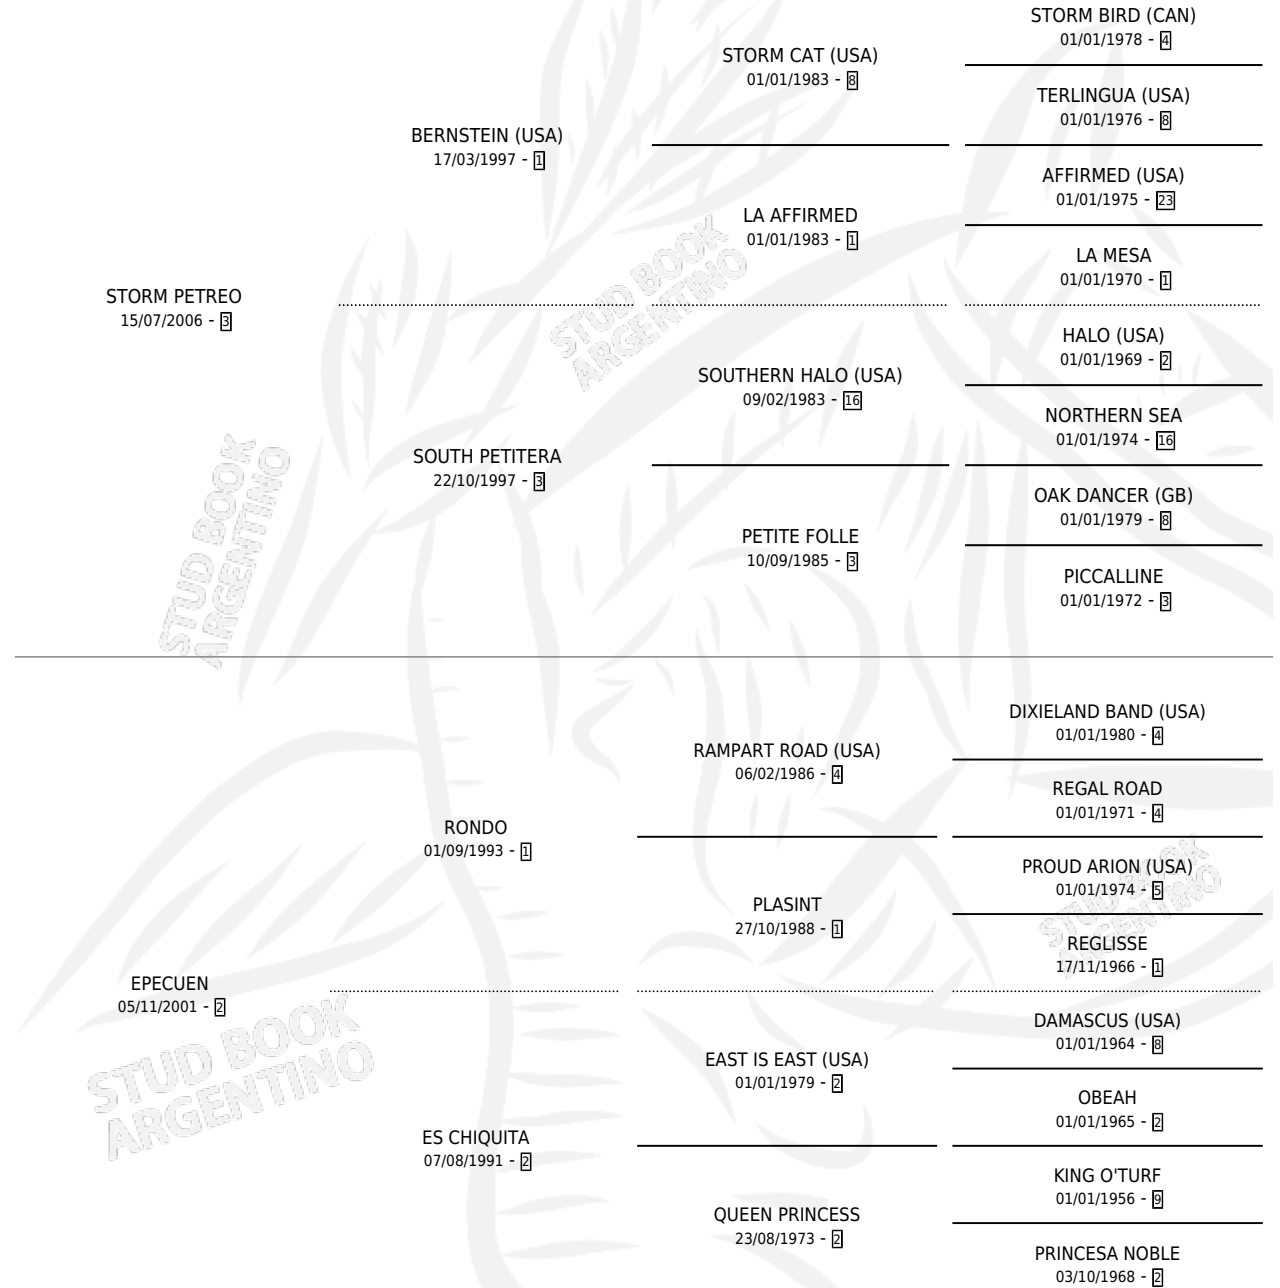 STORM BIRD (CAN)
01/01/1978 - 4
STORM CAT (USA)
01/01/1983 - 8
TERLINGUA (USA)
01/01/1976 - 8
BERNSTEIN (USA)
17/03/1997 - 1
AFFIRMED (USA)
01/01/1975 - 23
LA AFFIRMED
01/01/1983 - 1
LA MESA
01/01/1970 - 1
STORM PETREO
15/07/2006 - 3
HALO (USA)
01/01/1969 - 2
SOUTHERN HALO (USA)
09/02/1983 - 16
NORTHERN SEA
01/01/1974 - 16
SOUTH PETITERA
22/10/1997 - 3
OAK DANCER (GB)
01/01/1979 - 8
PETITE FOLLE
10/09/1985 - 3
PICCALLINE
01/01/1972 - 3
DIXIELAND BAND (USA)
01/01/1980 - 4
RAMPART ROAD (USA)
06/02/1986 - 4
REGAL ROAD
01/01/1971 - 4
RONDO
01/09/1993 - 1
PROUD ARION (USA)
01/01/1974 - 5
PLASINT
27/10/1988 - 1
REGLISSE
17/11/1966 - 1
EPECUEN
05/11/2001 - 2
DAMASCUS (USA)
01/01/1964 - 8
EAST IS EAST (USA)
01/01/1979 - 2
OBEAH
01/01/1965 - 2
ES CHIQUITA
07/08/1991 - 2
KING O'TURF
01/01/1956 - 9
QUEEN PRINCESS
23/08/1973 - 2
PRINCESA NOBLE
03/10/1968 - 2
STUD BOOK
ARGENTINO
STUD BOOK
ARGENTINO
STUD BOOK
ARGENTINO
STUD BOOK
ARGENTINO